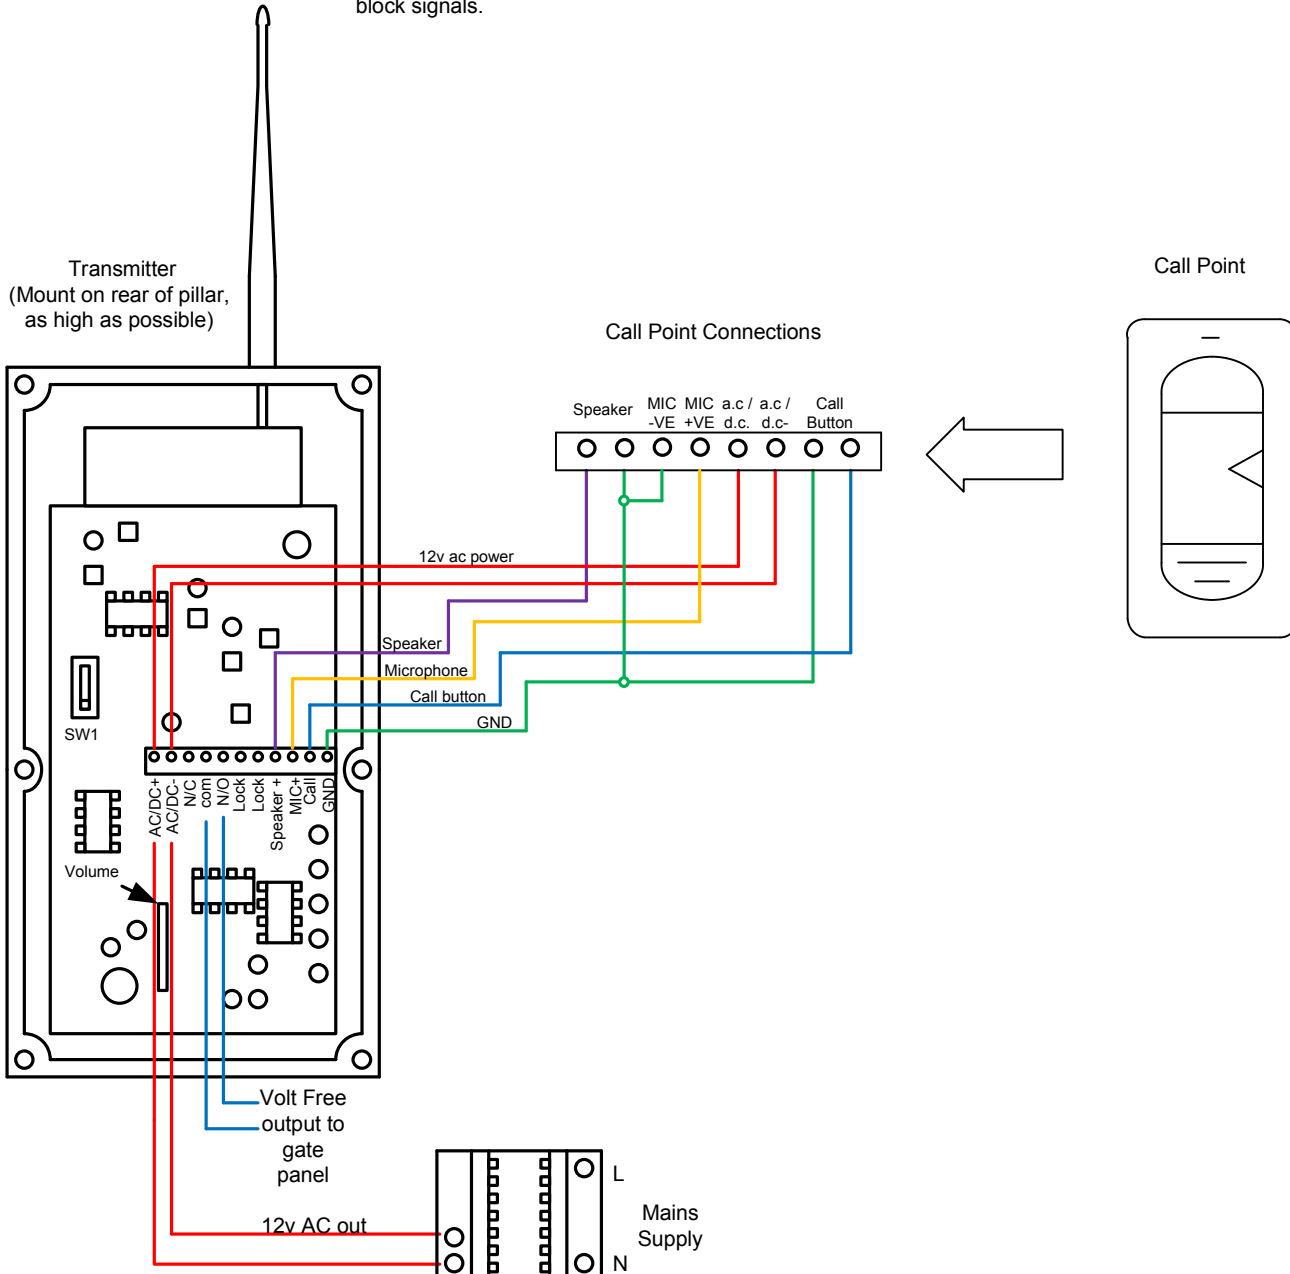 block signals.
Transmitter
(Mount on rear of pillar,
as high as possible)
Call Point
Call Point Connections
Speaker
MIC
-VE
MIC
+VE
a.c /
d.c.
a.c /
d.c-
Call
Button
12v ac power
Speaker
Microphone
Call button
GND
SW1
AC/DC+
AC/DC-
N/C
com
N/O
Lock
Lock
Speaker +
MIC+
Call
GND
Volume
Volt Free
output to
gate
panel
12v AC out
L
Mains
Supply
N